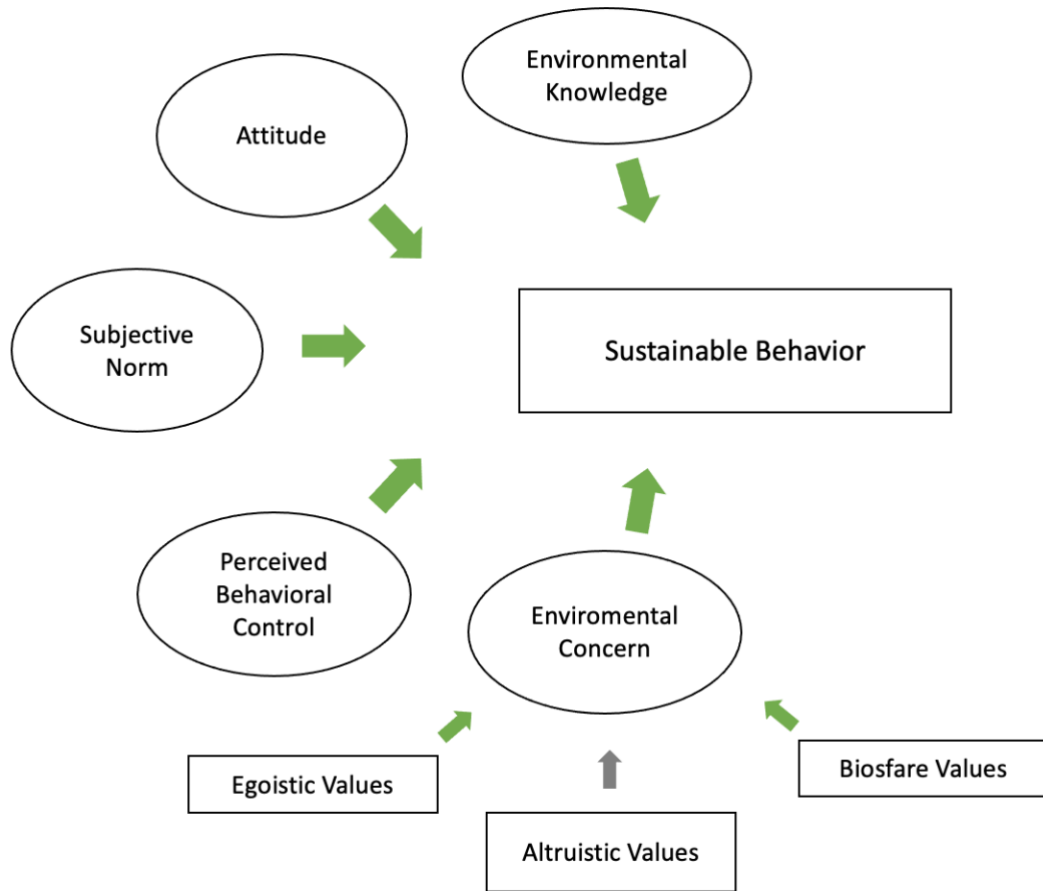 Environmental
Knowledge
Attitude
Subjective
Norm
Sustainable Behavior
Perceived
Behavioral
Control
Enviromental
Concern
Egoistic Values
Altruistic Values
Biosfare Values